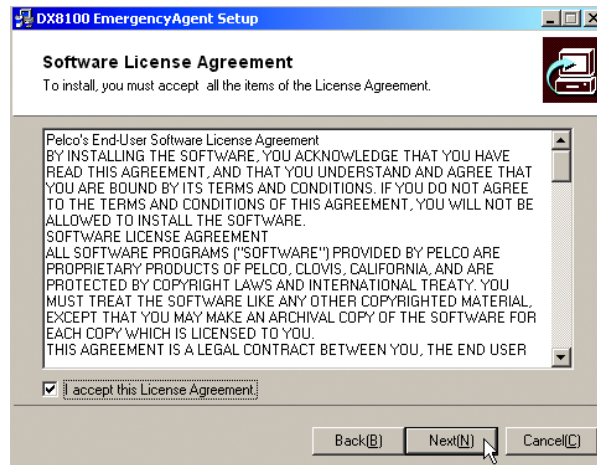 DX8100 EmergencyAgent Setup
Software License Agreement
To install, you must accept all the items of the License Agreement.
Pelco's End-User Software License Agreement
BY INSTALLING THE SOFTWARE, YOU ACKNOWLEDGE THAT YOU HAVE
READ THIS AGREEMENT, AND THAT YOU UNDERSTAND AND AGREE THAT
YOU ARE BOUND BY ITS TERMS AND CONDITIONS. IF YOU DO NOT AGREE
TO THE TERMS AND CONDITIONS OF THIS AGREEMENT, YOU WILL NOT BE
ALLOWED TO INSTALL THE SOFTWARE.
SOFTWARE LICENSE AGREEMENT
ALL SOFTWARE PROGRAMS ("SOFTWARE") PROVIDED BY PELCO ARE
PROPRIETARY PRODUCTS OF PELCO, CLOVIS, CALIFORNIA, AND ARE
PROTECTED BY COPYRIGHT LAWS AND INTERNATIONAL TREATY. YOU
MUST TREAT THE SOFTWARE LIKE ANY OTHER COPYRIGHTED MATERIAL,
EXCEPT THAT YOU MAY MAKE AN ARCHIVAL COPY OF THE SOFTWARE FOR
EACH COPY WHICH IS LICENSED TO YOU.
THIS AGREEMENT IS A LEGAL CONTRACT BETWEEN YOU, THE END USER
I accept this License Agreement.
Back(B) Next(N) Cancel(C)